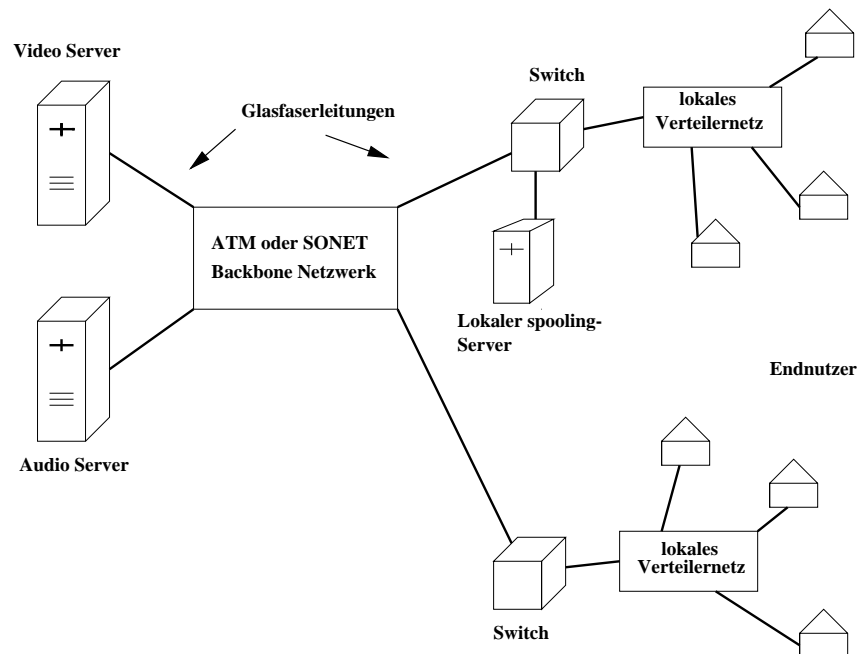 Video Server
Glasfaserleitungen
Switch
lokales
Verteilernetz
ATM oder SONET
Backbone Netzwerk
Lokaler spooling-
Server
Endnutzer
Audio Server
lokales
Verteilernetz
Switch